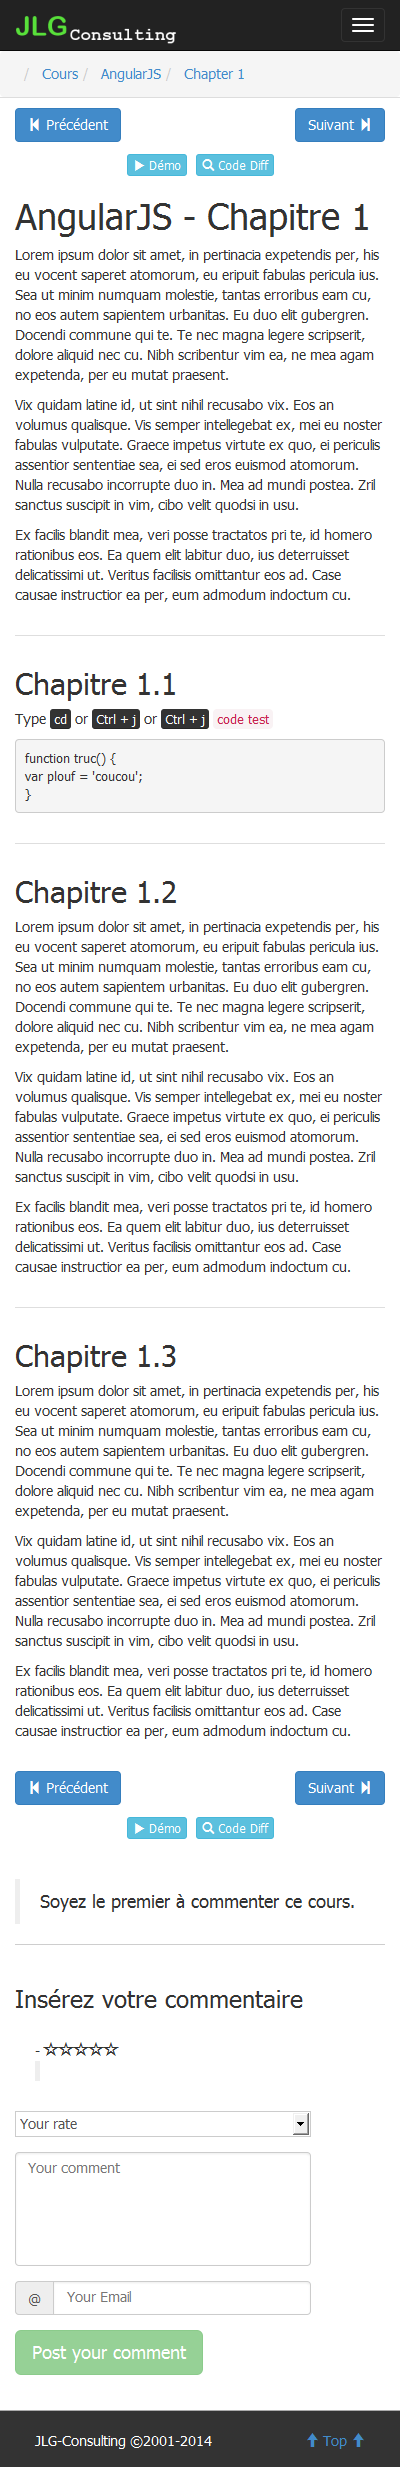 JLG Consulting
/ Cours / AngularJS / Chapter 1
Précédent Suivant
Démo Code Diff
AngularJS - Chapitre 1
Lorem ipsum dolor sit amet, in pertinacia expetendis per, his
eu vocent saperet atomorum, eu eripuit fabulas pericula ius.
Sea ut minim numquam molestie, tantas erroribus eam cu,
no eos autem sapientem urbanitas. Eu duo elit gubergren.
Docendi commune qui te. Te nec magna legere scripserit,
dolore aliquid nec cu. Nibh scribentur vim ea, ne mea agam
expetenda, per eu mutat praesent.
Vix quidam latine id, ut sint nihil recusabo vix. Eos an
volumus qualisque. Vis semper intellegebat ex, mei eu noster
fabulas vulputate. Graece impetus virtute ex quo, ei periculis
assentior sententiae sea, ei sed eros euismod atomorum.
Nulla recusabo incorrupte duo in. Mea ad mundi postea. Zril
sanctus suscipit in vim, cibo velit quodsi in usu.
Ex facilis blandit mea, veri posse tractatos pri te, id homero
rationibus eos. Ea quem elit labitur duo, ius deterruisset
delicatissimi ut. Veritus facilisis omittantur eos ad. Case
causae instructior ea per, eum admodum indoctum cu.
Chapitre 1.1
Type cd or Ctrl + j or Ctrl + j code test
function truc() {
var plouf = 'coucou';
}
Chapitre 1.2
Lorem ipsum dolor sit amet, in pertinacia expetendis per, his
eu vocent saperet atomorum, eu eripuit fabulas pericula ius.
Sea ut minim numquam molestie, tantas erroribus eam cu,
no eos autem sapientem urbanitas. Eu duo elit gubergren.
Docendi commune qui te. Te nec magna legere scripserit,
dolore aliquid nec cu. Nibh scribentur vim ea, ne mea agam
expetenda, per eu mutat praesent.
Vix quidam latine id, ut sint nihil recusabo vix. Eos an
volumus qualisque. Vis semper intellegebat ex, mei eu noster
fabulas vulputate. Graece impetus virtute ex quo, ei periculis
assentior sententiae sea, ei sed eros euismod atomorum.
Nulla recusabo incorrupte duo in. Mea ad mundi postea. Zril
sanctus suscipit in vim, cibo velit quodsi in usu.
Ex facilis blandit mea, veri posse tractatos pri te, id homero
rationibus eos. Ea quem elit labitur duo, ius deterruisset
delicatissimi ut. Veritus facilisis omittantur eos ad. Case
causae instructior ea per, eum admodum indoctum cu.
Chapitre 1.3
Lorem ipsum dolor sit amet, in pertinacia expetendis per, his
eu vocent saperet atomorum, eu eripuit fabulas pericula ius.
Sea ut minim numquam molestie, tantas erroribus eam cu,
no eos autem sapientem urbanitas. Eu duo elit gubergren.
Docendi commune qui te. Te nec magna legere scripserit,
dolore aliquid nec cu. Nibh scribentur vim ea, ne mea agam
expetenda, per eu mutat praesent.
Vix quidam latine id, ut sint nihil recusabo vix. Eos an
volumus qualisque. Vis semper intellegebat ex, mei eu noster
fabulas vulputate. Graece impetus virtute ex quo, ei periculis
assentior sententiae sea, ei sed eros euismod atomorum.
Nulla recusabo incorrupte duo in. Mea ad mundi postea. Zril
sanctus suscipit in vim, cibo velit quodsi in usu.
Ex facilis blandit mea, veri posse tractatos pri te, id homero
rationibus eos. Ea quem elit labitur duo, ius deterruisset
delicatissimi ut. Veritus facilisis omittantur eos ad. Case
causae instructior ea per, eum admodum indoctum cu.
Précédent Suivant
Démo Code Diff
Soyez le premier à commenter ce cours.
Insérez votre commentaire
- ☆☆☆☆☆
Your rate
Your comment
@ Your Email
Post your comment
JLG-Consulting ©2001-2014 Top